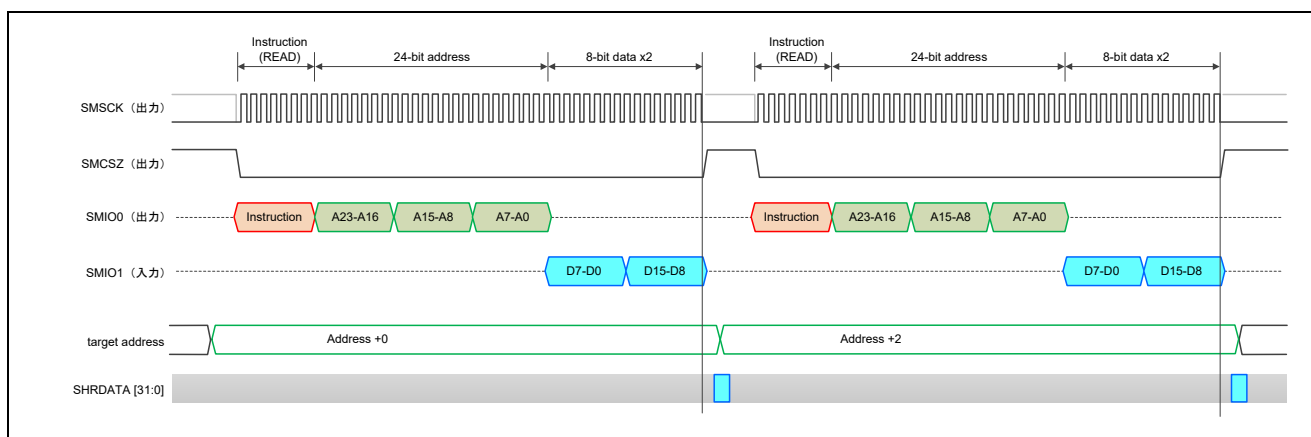 Instruction
(READ) 24-bit address 8-bit data x2 Instruction
(READ) 24-bit address 8-bit data x2
SMSCK（出力）
SMCSZ（出力）
SMIO0（出力） Instruction A23-A16 A15-A8 A7-A0 Instruction A23-A16 A15-A8 A7-A0
SMIO1（入力） D7-D0 D15-D8 D7-D0 D15-D8
target address Address +0 Address +2
SHRDATA [31:0]